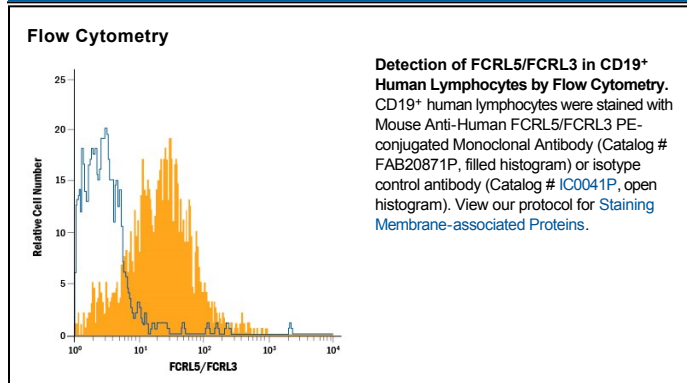 Flow Cytometry
25
20
15
10
5
0
Relative Cell Number
10⁰ 10¹ 10² 10³ 10⁴
FCRL5/FCRL3
Detection of FCRL5/FCRL3 in CD19⁺
Human Lymphocytes by Flow Cytometry.
CD19⁺ human lymphocytes were stained with
Mouse Anti-Human FCRL5/FCRL3 PE-
conjugated Monoclonal Antibody (Catalog #
FAB20871P, filled histogram) or isotype
control antibody (Catalog # IC0041P, open
histogram). View our protocol for Staining
Membrane-associated Proteins.